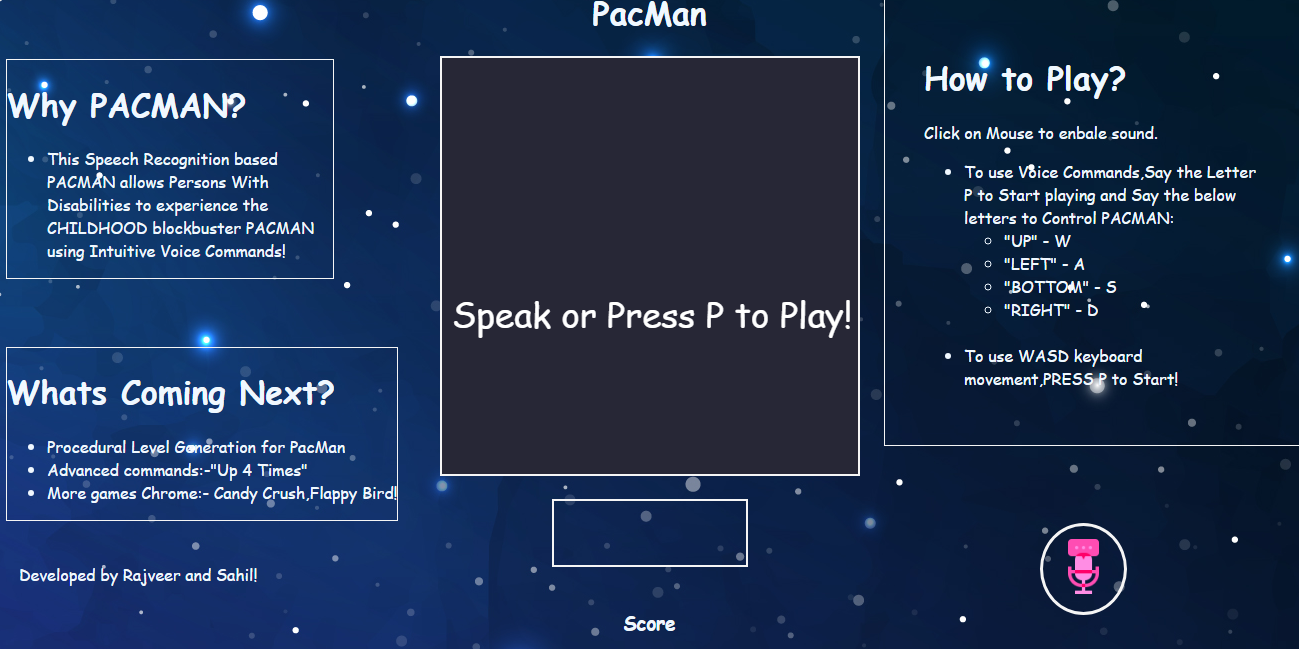 PacMan
Why PACMAN?
This Speech Recognition based
PACMAN allows Persons With
Disabilities to experience the
CHILDHOOD blockbuster PACMAN
using Intuitive Voice Commands!
Whats Coming Next?
Procedural Level Generation for PacMan
Advanced commands:-"Up 4 Times"
More games Chrome:- Candy Crush,Flappy Bird!
Developed by Rajveer and Sahil!
Speak or Press P to Play!
Score
How to Play?
Click on Mouse to enbale sound.
To use Voice Commands,Say the Letter
P to Start playing and Say the below
letters to Control PACMAN:
"UP" - W
"LEFT" - A
"BOTTOM" - S
"RIGHT" - D
To use WASD keyboard
movement,PRESS P to Start!